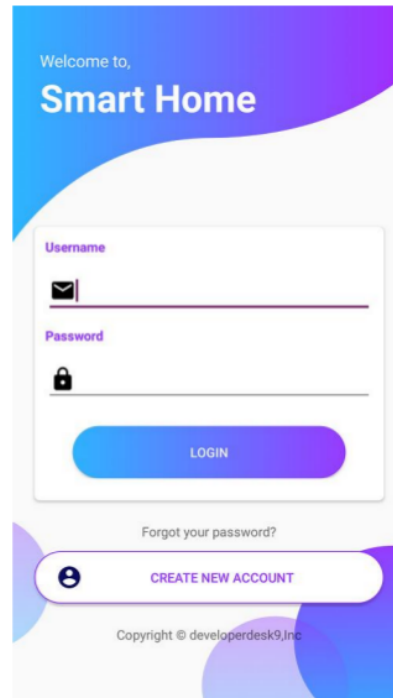 Welcome to,
Smart Home
Username
Password
LOGIN
Forgot your password?
CREATE NEW ACCOUNT
Copyright © developerdesk9,Inc